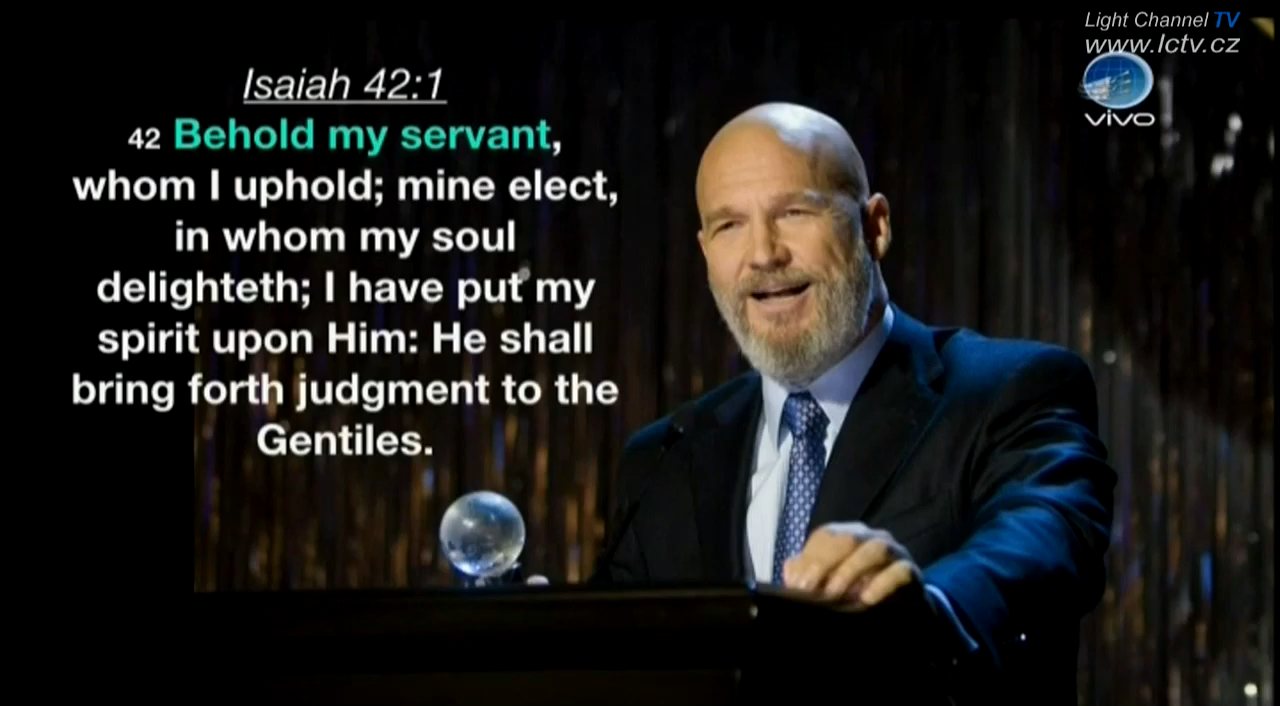 Light Channel TV
www.lctv.cz
vivo
Isaiah 42:1
42 Behold my servant,
whom I uphold; mine elect,
in whom my soul
delighteth; I have put my
spirit upon Him: He shall
bring forth judgment to the
Gentiles.